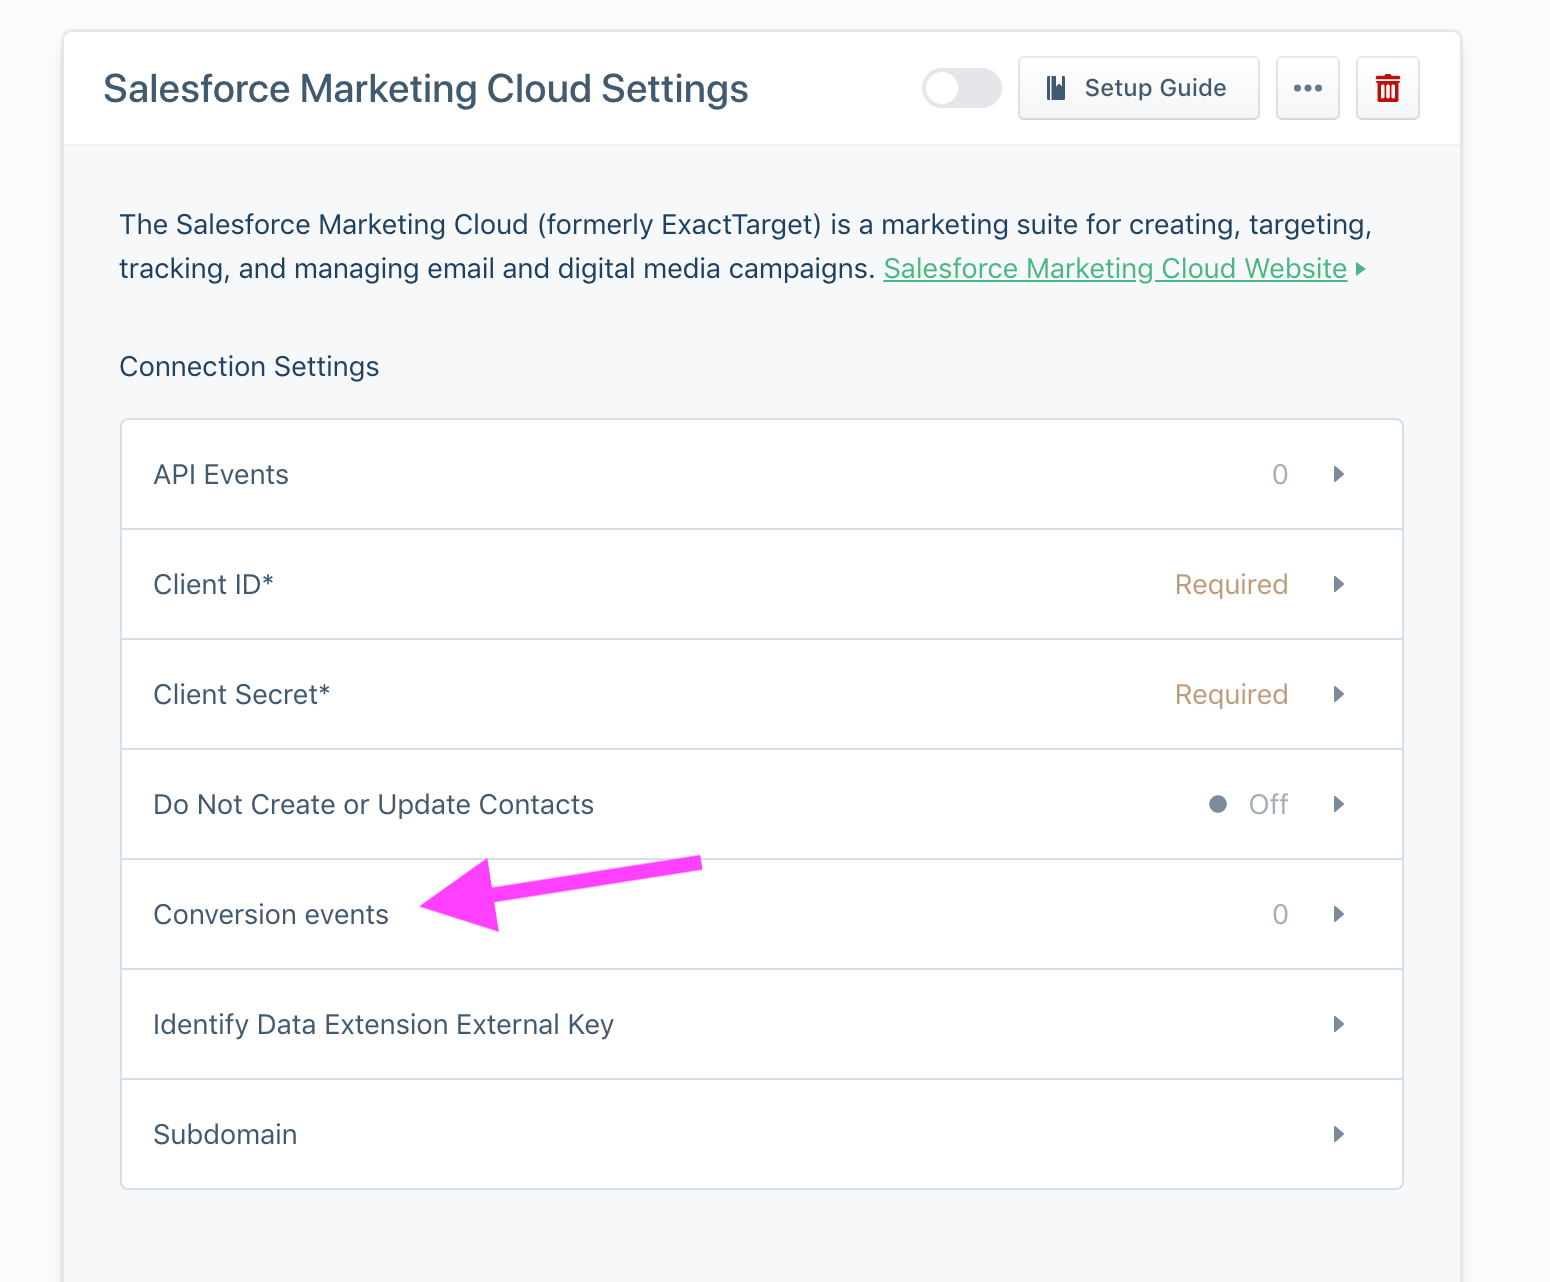 Salesforce Marketing Cloud Settings
Setup Guide
The Salesforce Marketing Cloud (formerly ExactTarget) is a marketing suite for creating, targeting,
tracking, and managing email and digital media campaigns. Salesforce Marketing Cloud Website
Connection Settings
API Events 0
Client ID* Required
Client Secret* Required
Do Not Create or Update Contacts Off
Conversion events 0
Identify Data Extension External Key
Subdomain